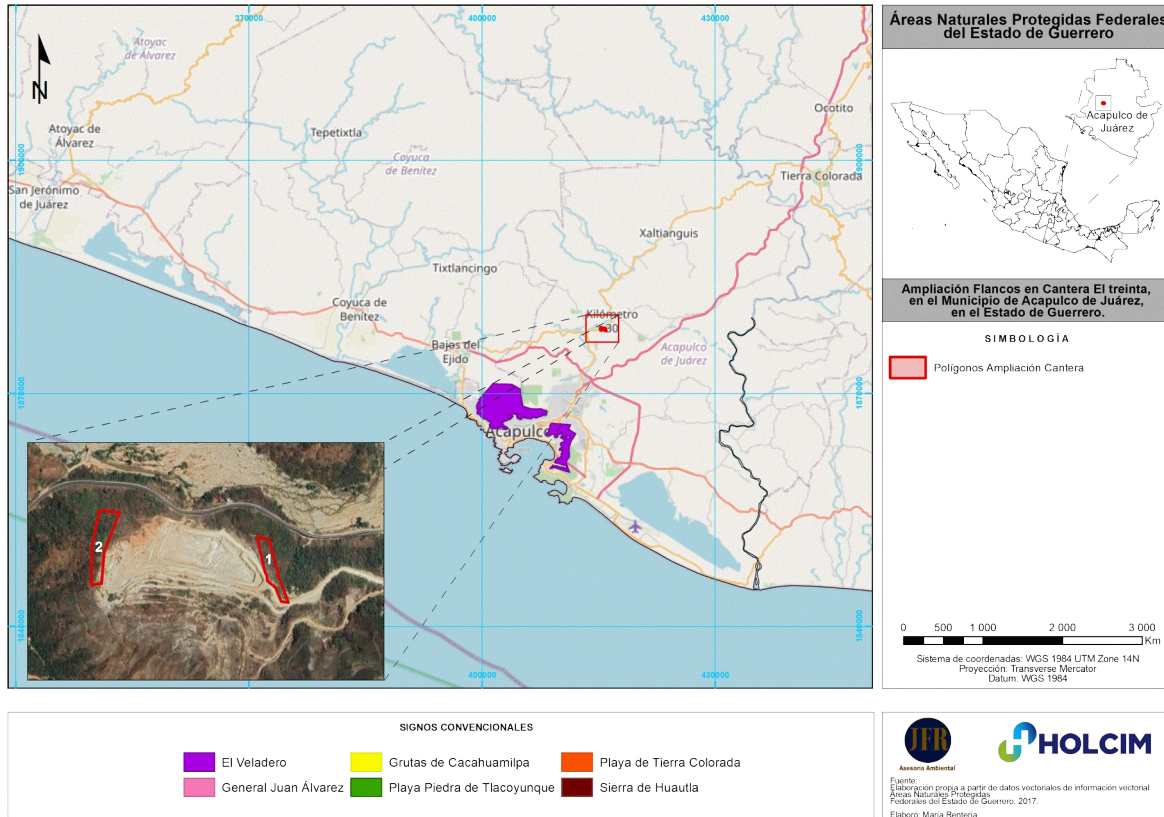 370000
400000
430000
Atoyac
de Álvarez
N
Atoyac de
Álvarez
Tepetixtla
Ocotito
Coyuca
de Benítez
1900000
1900000
San Jerónimo
de Juárez
Tierra Colorada
Xaltianguis
Tixtlancingo
Coyuca de
Benítez
Kilómetro
30
Bajos del
Ejido
Acapulco
de Juárez
1870000
1870000
Acapulco
2
1
1840000
1840000
400000
430000
Áreas Naturales Protegidas Federales
del Estado de Guerrero
Acapulco de
Juárez
Ampliación Flancos en Cantera El treinta,
en el Municipio de Acapulco de Juárez,
en el Estado de Guerrero.
SIMBOLOGÍA
Polígonos Ampliación Cantera
0 500 1 000 2 000 3 000
Km
Sistema de coordenadas: WGS 1984 UTM Zone 14N
Proyección: Transverse Mercator
Datum: WGS 1984
SIGNOS CONVENCIONALES
El Veladero
Grutas de Cacahuamilpa
Playa de Tierra Colorada
General Juan Álvarez
Playa Piedra de Tlacoyunque
Sierra de Huautla
JFR
Asesoría Ambiental
HOLCIM
Fuente:
Elaboración propia a partir de datos vectoriales de información vectorial
Áreas Naturales Protegidas
Federales del Estado de Guerrero, 2017.
Elaboró: María Rentería